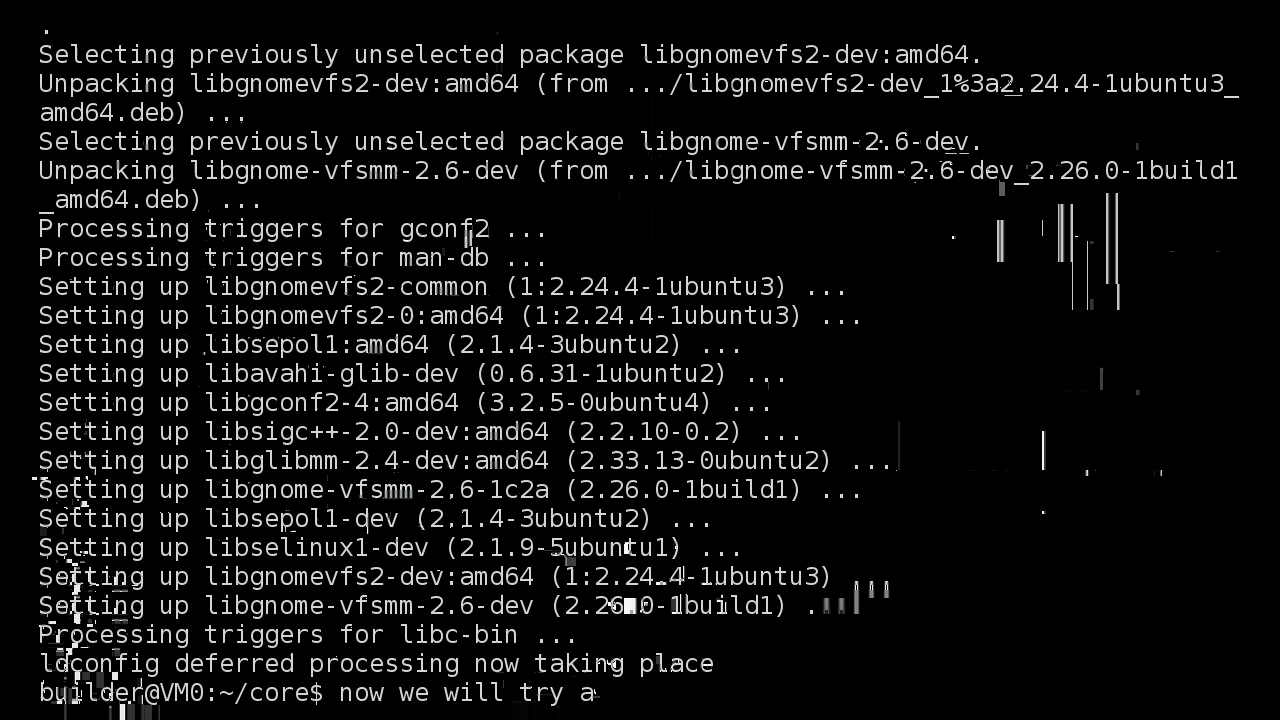 .
Selecting previously unselected package libgnomevfs2-dev:amd64.
Unpacking libgnomevfs2-dev:amd64 (from .../libgnomevfs2-dev_1%3a2.24.4-1ubuntu3_
amd64.deb) ...
Selecting previously unselected package libgnome-vfsmm-2.6-dev.
Unpacking libgnome-vfsmm-2.6-dev (from .../libgnome-vfsmm-2.6-dev_2.26.0-1build1
_amd64.deb) ...
Processing triggers for gconf2 ...
Processing triggers for man-db ...
Setting up libgnomevfs2-common (1:2.24.4-1ubuntu3) ...
Setting up libgnomevfs2-0:amd64 (1:2.24.4-1ubuntu3) ...
Setting up libsepol1:amd64 (2.1.4-3ubuntu2) ...
Setting up libavahi-glib-dev (0.6.31-1ubuntu2) ...
Setting up libgconf2-4:amd64 (3.2.5-0ubuntu4) ...
Setting up libsigc++-2.0-dev:amd64 (2.2.10-0.2) ...
Setting up libglibmm-2.4-dev:amd64 (2.33.13-0ubuntu2) ...
Setting up libgnome-vfsmm-2.6-1c2a (2.26.0-1build1) ...
Setting up libsepol1-dev (2.1.4-3ubuntu2) ...
Setting up libselinux1-dev (2.1.9-5ubuntu1) ...
Setting up libgnomevfs2-dev:amd64 (1:2.24.4-1ubuntu3)
Setting up libgnome-vfsmm-2.6-dev (2.26.0-1build1) .
Processing triggers for libc-bin ...
ldconfig deferred processing now taking place
builder@VM0:~/core$ now we will try a